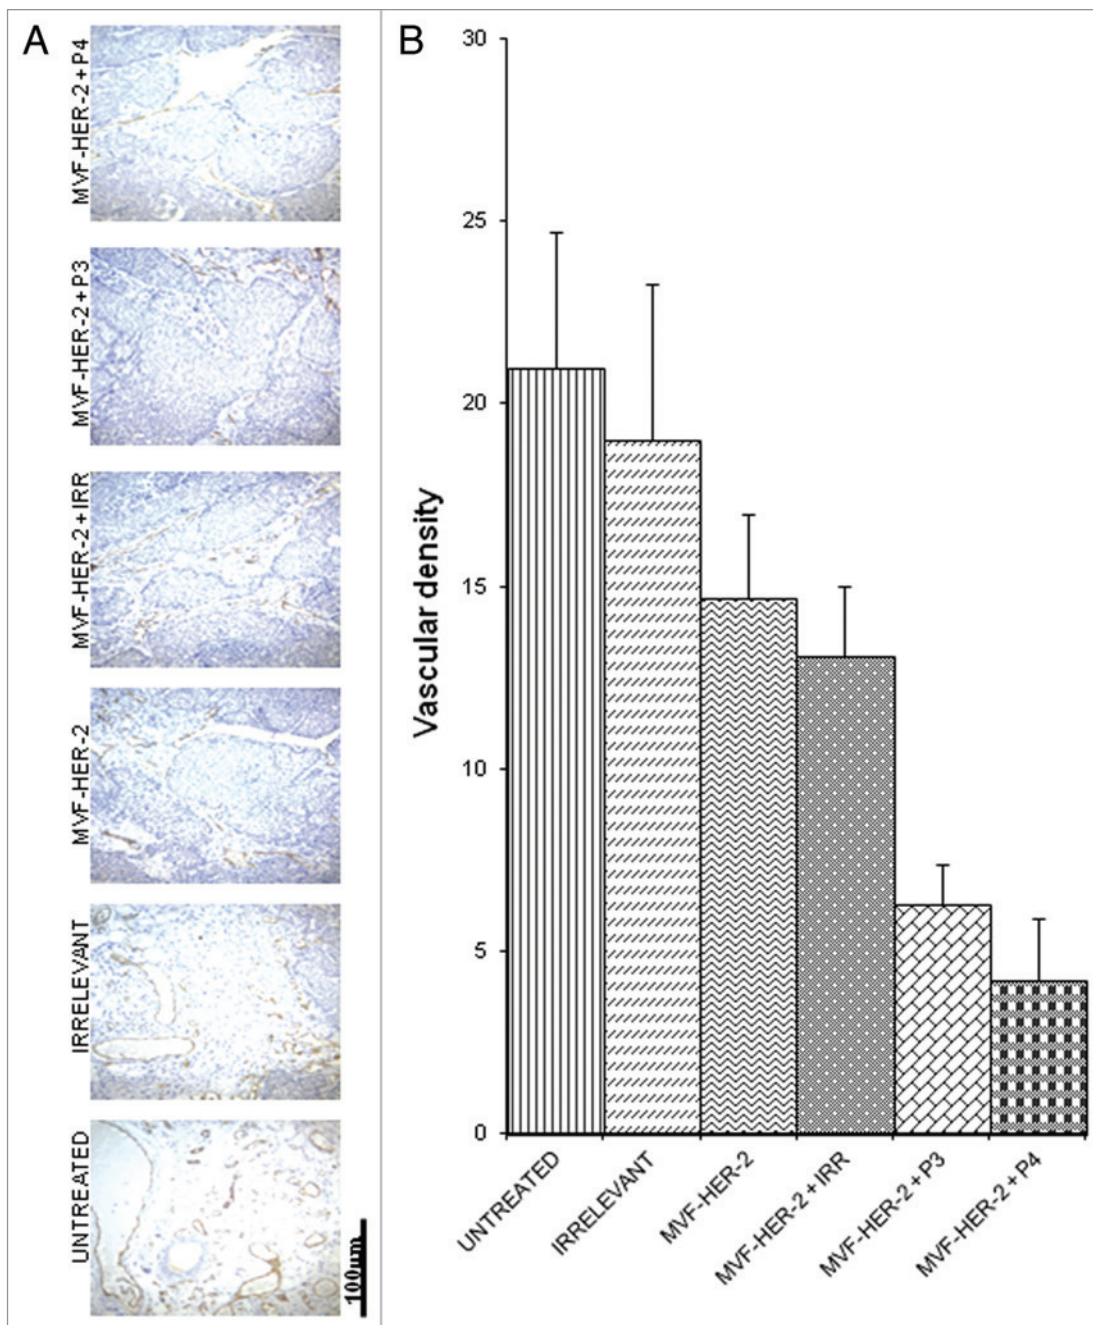 A
MVF-HER-2+P4
MVF-HER-2+P3
MVF-HER-2+IRR
MVF-HER-2
IRRELEVANT
UNTREATED
100µm
B
Vascular density
30
25
20
15
10
5
0
UNTREATED
IRRELEVANT
MVF-HER-2
MVF-HER-2+IRR
MVF-HER-2+P3
MVF-HER-2+P4